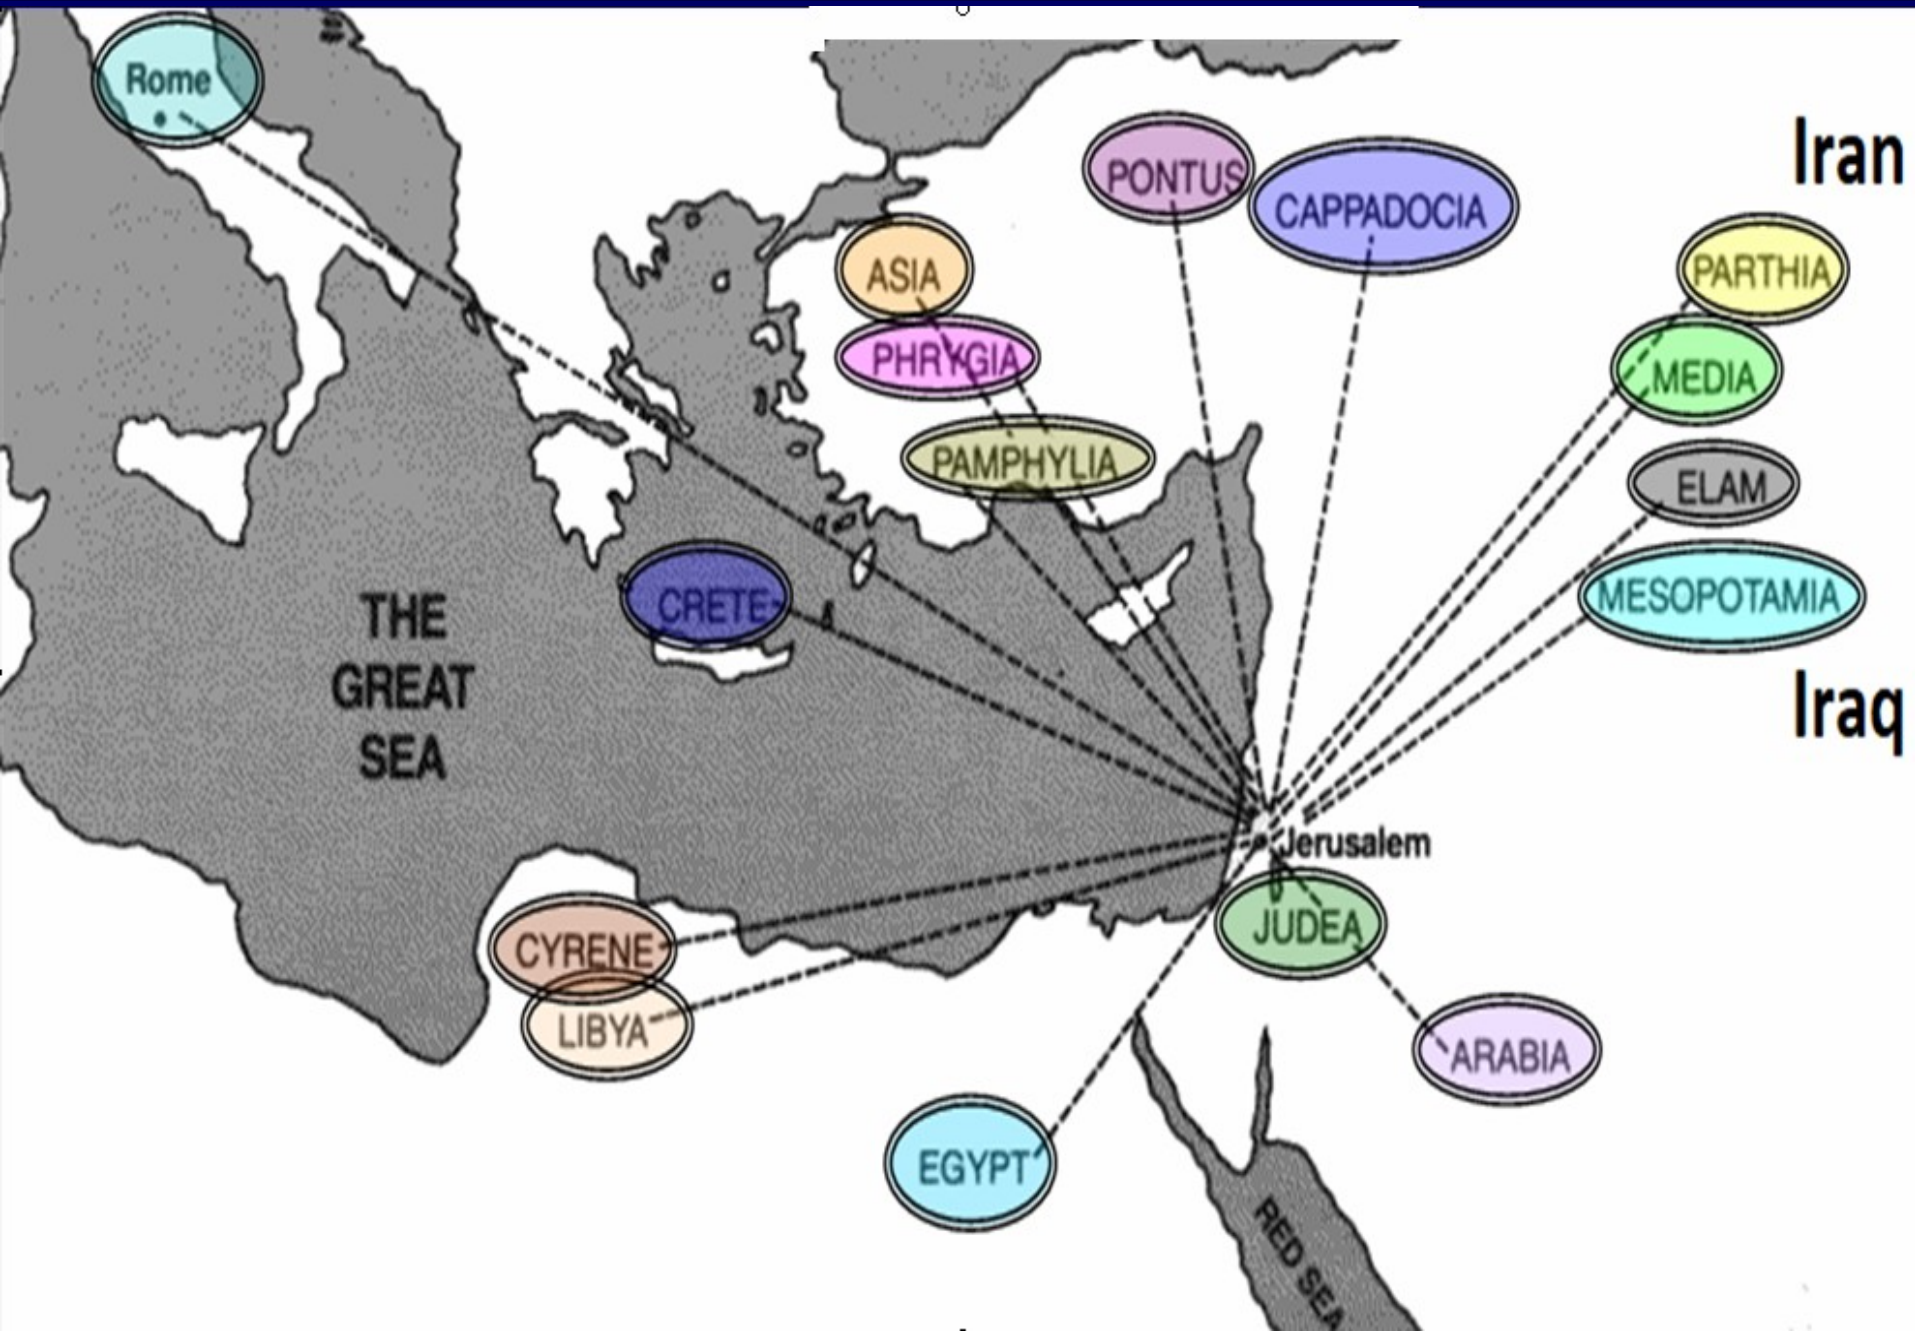 Rome
Iran
PONTUS
CAPPADOCIA
ASIA
PARTHIA
PHRYGIA
MEDIA
PAMPHYLIA
ELAM
MESOPOTAMIA
CRETE
THE
GREAT
SEA
Iraq
Jerusalem
JUDEA
CYRENE
LIBYA
ARABIA
EGYPT
RED SEA